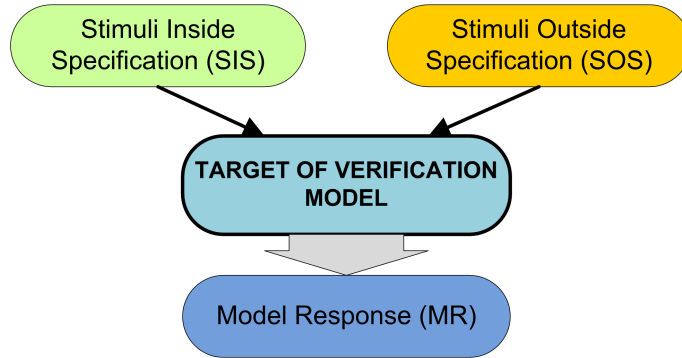 Stimuli Inside
Specification (SIS)
Stimuli Outside
Specification (SOS)
TARGET OF VERIFICATION
MODEL
Model Response (MR)